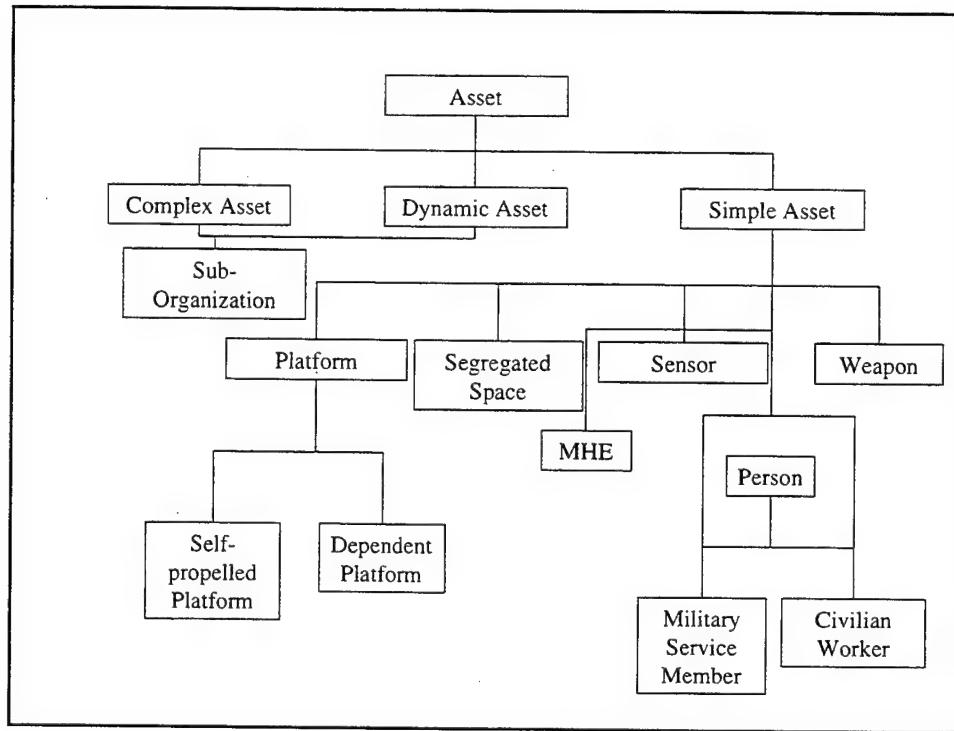 Asset
Complex Asset
Dynamic Asset
Simple Asset
Sub-
Organization
Platform
Segregated
Space
Sensor
Weapon
MHE
Person
Self-
propelled
Platform
Dependent
Platform
Military
Service
Member
Civilian
Worker